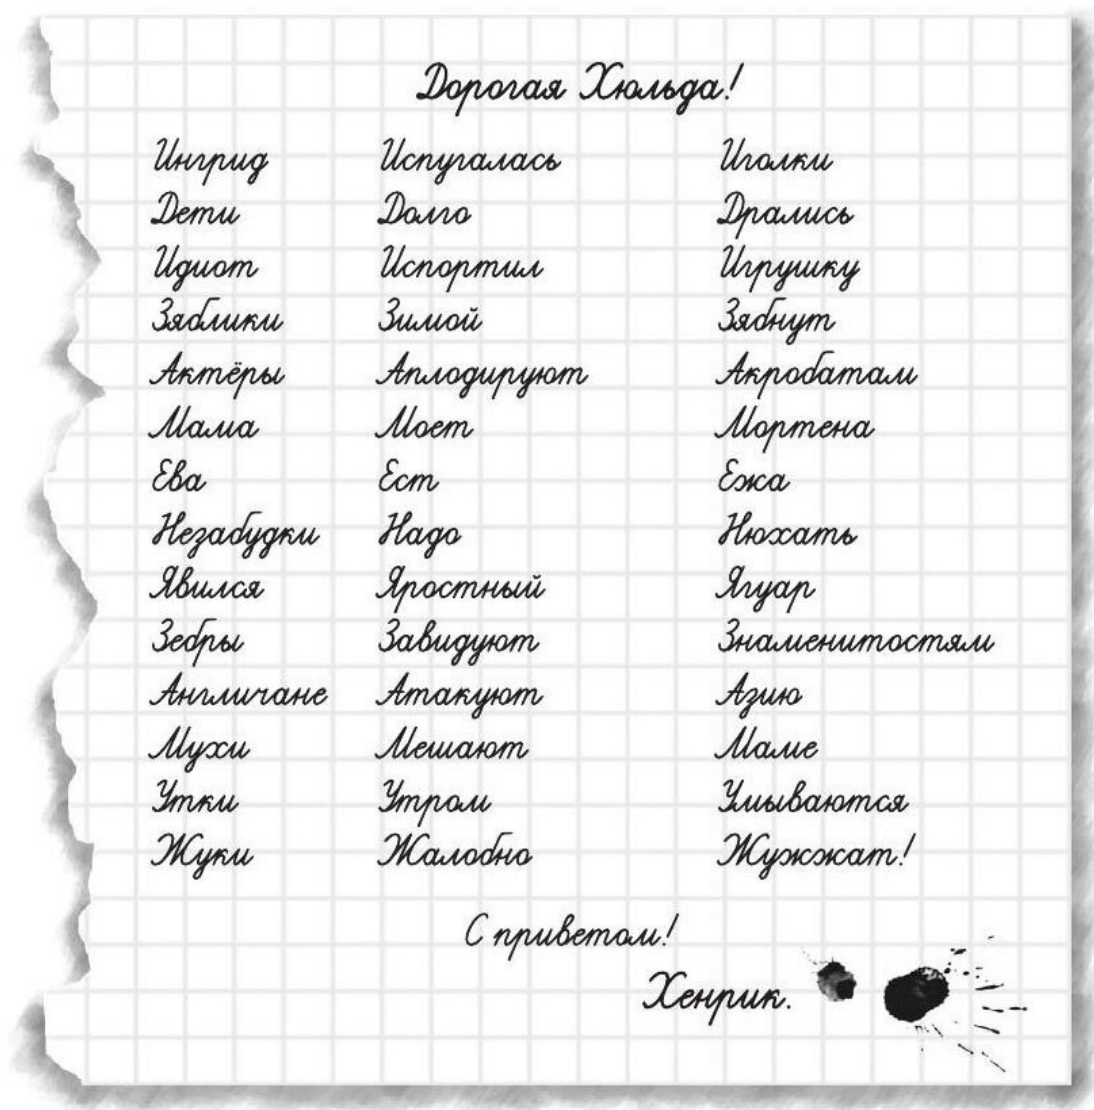 Дорогая Хюльда!
Ингрид Испугалась Иголки
Дети Долго Дрались
Идиот Испортил Игрушку
Зяблики Зимой Зябнут
Актёры Аплодируют Акробатам
Мама Моет Мортена
Ева Ест Ежа
Незабудки Надо Нюхать
Явился Яростный Ягуар
Зебры Завидуют Знаменитостям
Англичане Атакуют Азию
Мухи Мешают Маме
Утки Утром Умываются
Жуки Жалобно Жужжат!
С приветом!
Хенрик.